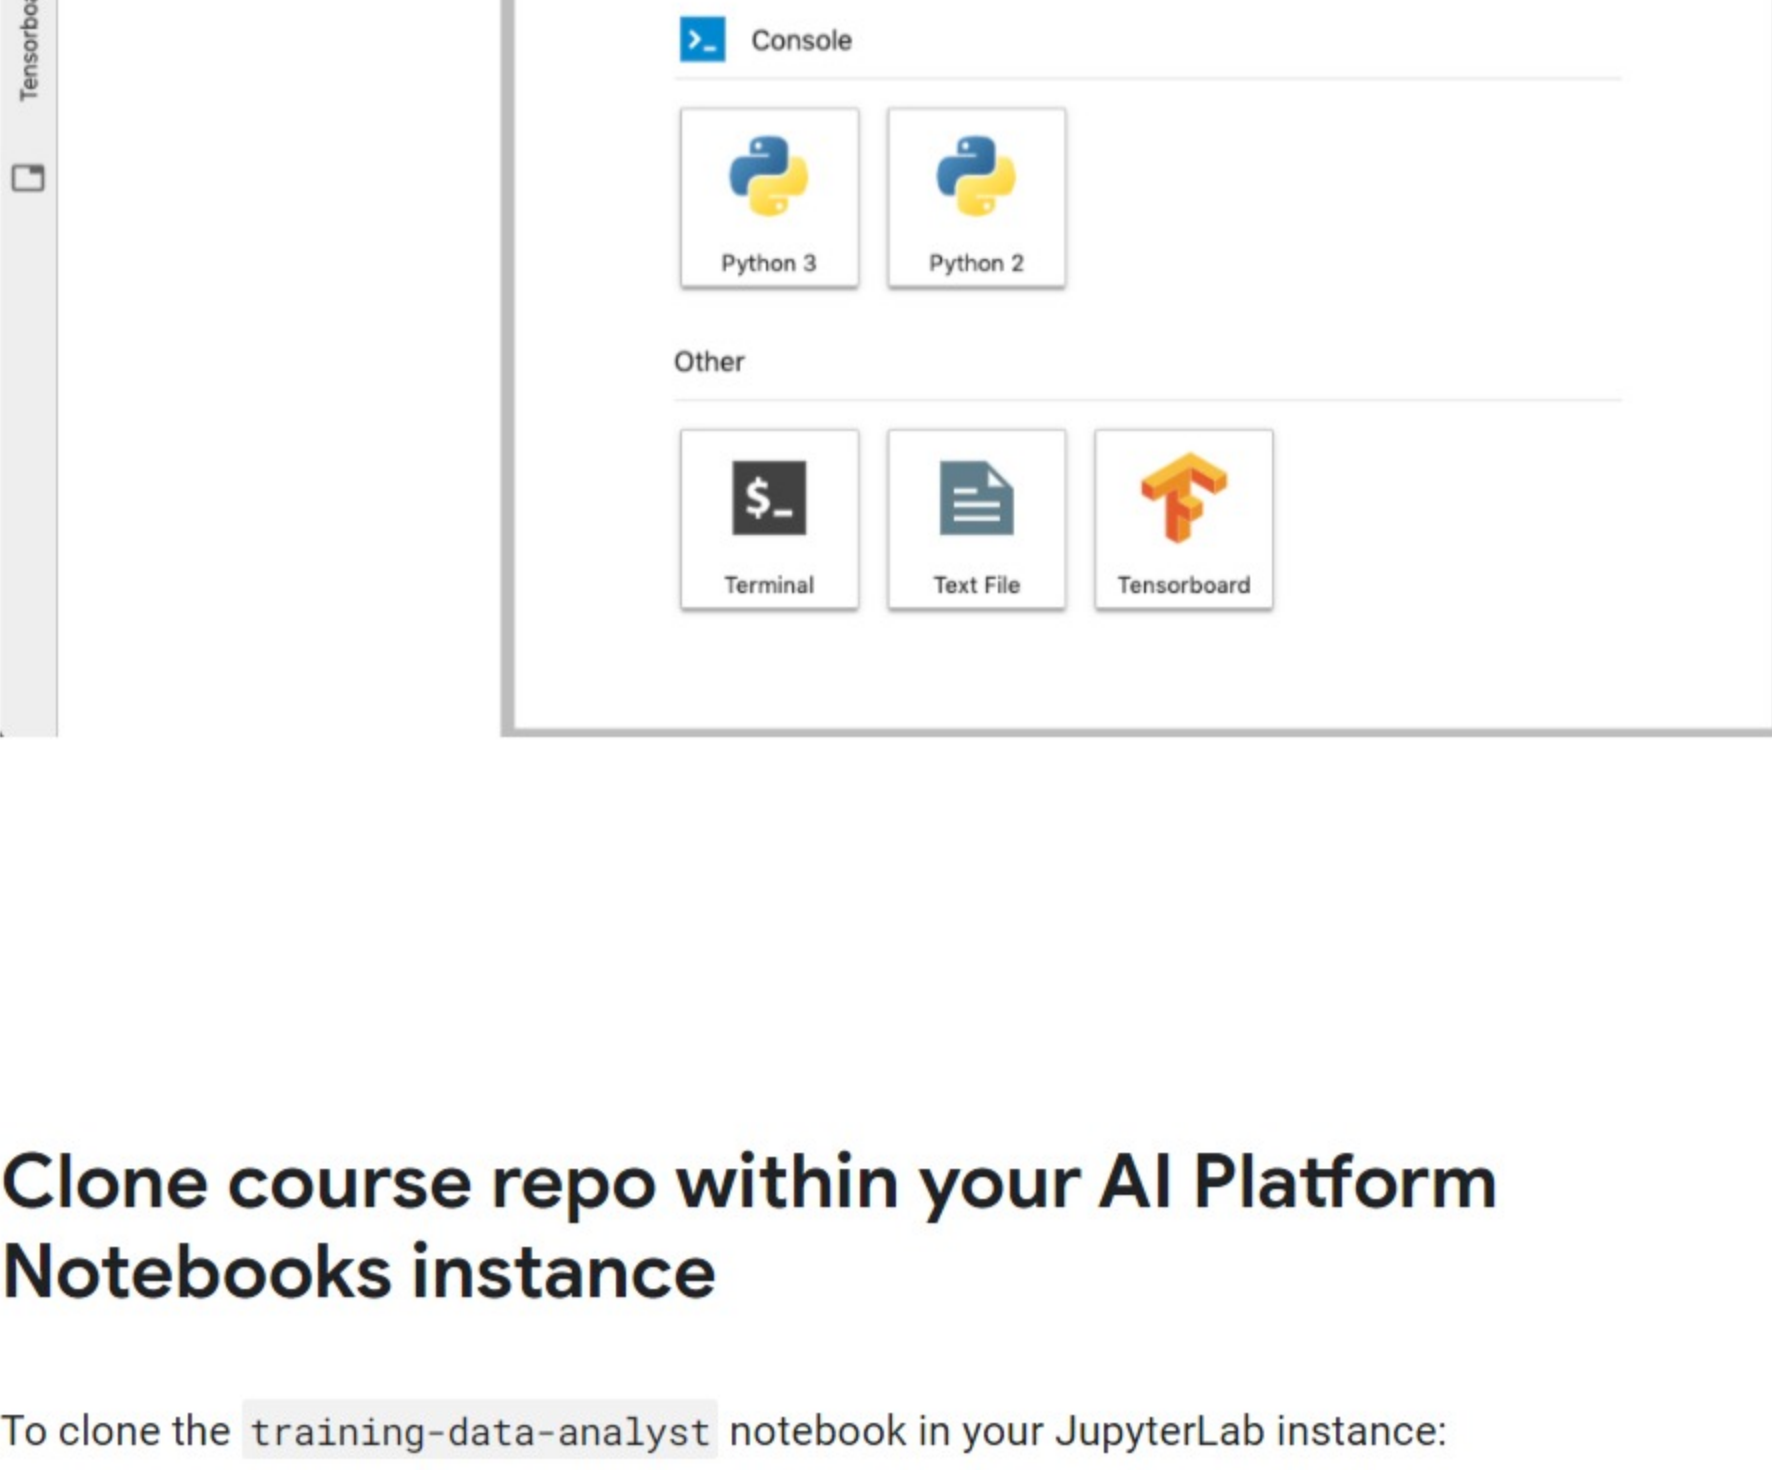 Console
Python 3
Python 2
Other
$_
Terminal
Text File
Tensorboard
Clone course repo within your AI Platform
Notebooks instance
To clone the training-data-analyst notebook in your JupyterLab instance: